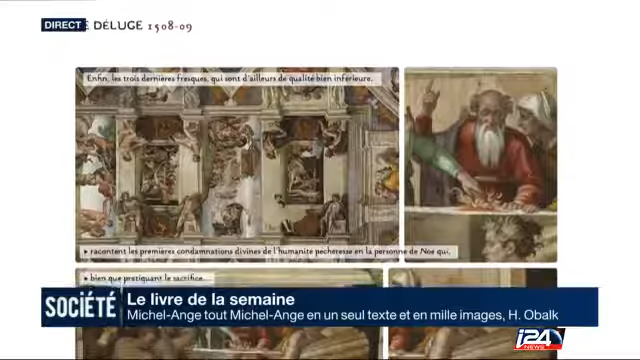 DIRECT
DÉLUGE 1508-09
Enfin, les trois dernières fresques, qui sont d'ailleurs de qualité bien inférieure,
▸ racontent les premières condamnations divines de l'humanité pécheresse en la personne de Noé qui,
▸ bien que pratiquant le sacrifice
SOCIÉTÉ
Le livre de la semaine
Michel-Ange tout Michel-Ange en un seul texte et en mille images, H. Obalk
i24
NEWS